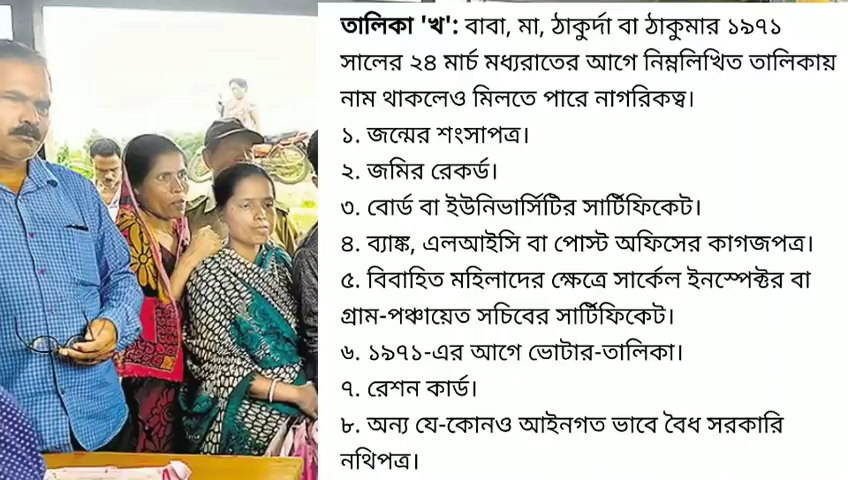 তালিকা 'খ': বাবা, মা, ঠাকুর্দা বা ঠাকুমার ১৯৭১
সালের ২৪ মার্চ মধ্যরাতের আগে নিম্নলিখিত তালিকায়
নাম থাকলেও মিলতে পারে নাগরিকত্ব।
১. জন্মের শংসাপত্র।
২. জমির রেকর্ড।
৩. বোর্ড বা ইউনিভার্সিটির সার্টিফিকেট।
৪. ব্যাঙ্ক, এলআইসি বা পোস্ট অফিসের কাগজপত্র।
৫. বিবাহিত মহিলাদের ক্ষেত্রে সার্কেল ইনস্পেক্টর বা
গ্রাম-পঞ্চায়েত সচিবের সার্টিফিকেট।
৬. ১৯৭১-এর আগে ভোটার-তালিকা।
৭. রেশন কার্ড।
৮. অন্য যে-কোনও আইনগত ভাবে বৈধ সরকারি
নথিপত্র।